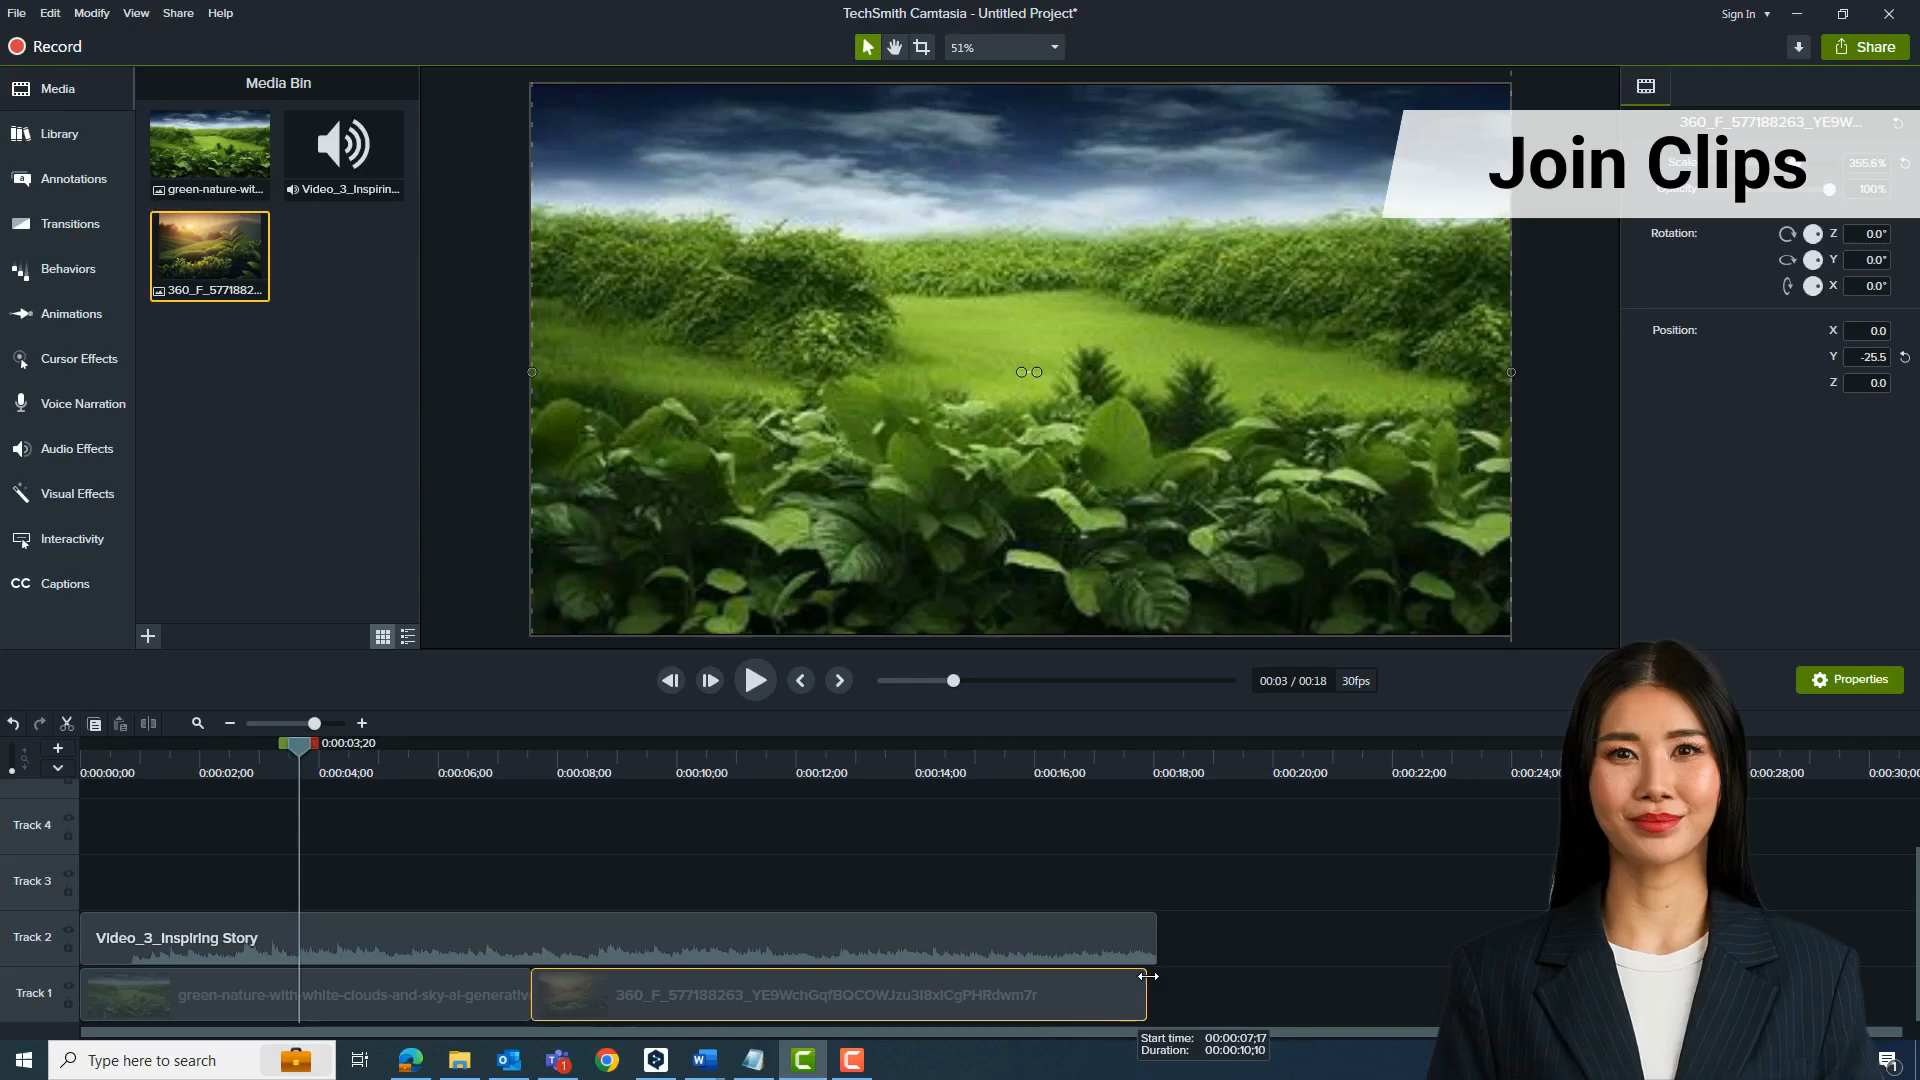 File Edit Modify View Share Help
TechSmith Camtasia - Untitled Project*
Sign In
Record
51%
Share
Media
Library
Annotations
Transitions
Behaviors
Animations
Cursor Effects
Voice Narration
Audio Effects
Visual Effects
Interactivity
CC Captions
Media Bin
green-nature-wit...
Video_3_Inspirin...
360_F_5771882...
360_F_577188263_YE9W...
Join Clips
Scale
355.6%
Opacity
100%
Rotation:
Z 0.0°
Y 0.0°
X 0.0°
Position:
X 0.0
Y -25.5
Z 0.0
00:03 / 00:18 30fps
Properties
0:00:03;20
0:00:00;00 0:00:02;00 0:00:04;00 0:00:06;00 0:00:08;00 0:00:10;00 0:00:12;00 0:00:14;00 0:00:16;00 0:00:18;00 0:00:20;00 0:00:22;00 0:00:24;0 0:00:28;00 0:00:30;0
Track 4
Track 3
Track 2
Video_3_Inspiring Story
Track 1
green-nature-with-white-clouds-and-sky-ai-generativ
360_F_577188263_YE9WchGqfBQCOWJzu3I8xlCgPHRdwm7r
Start time: 00:00:07;17
Duration: 00:00:10;10
Type here to search
1
1